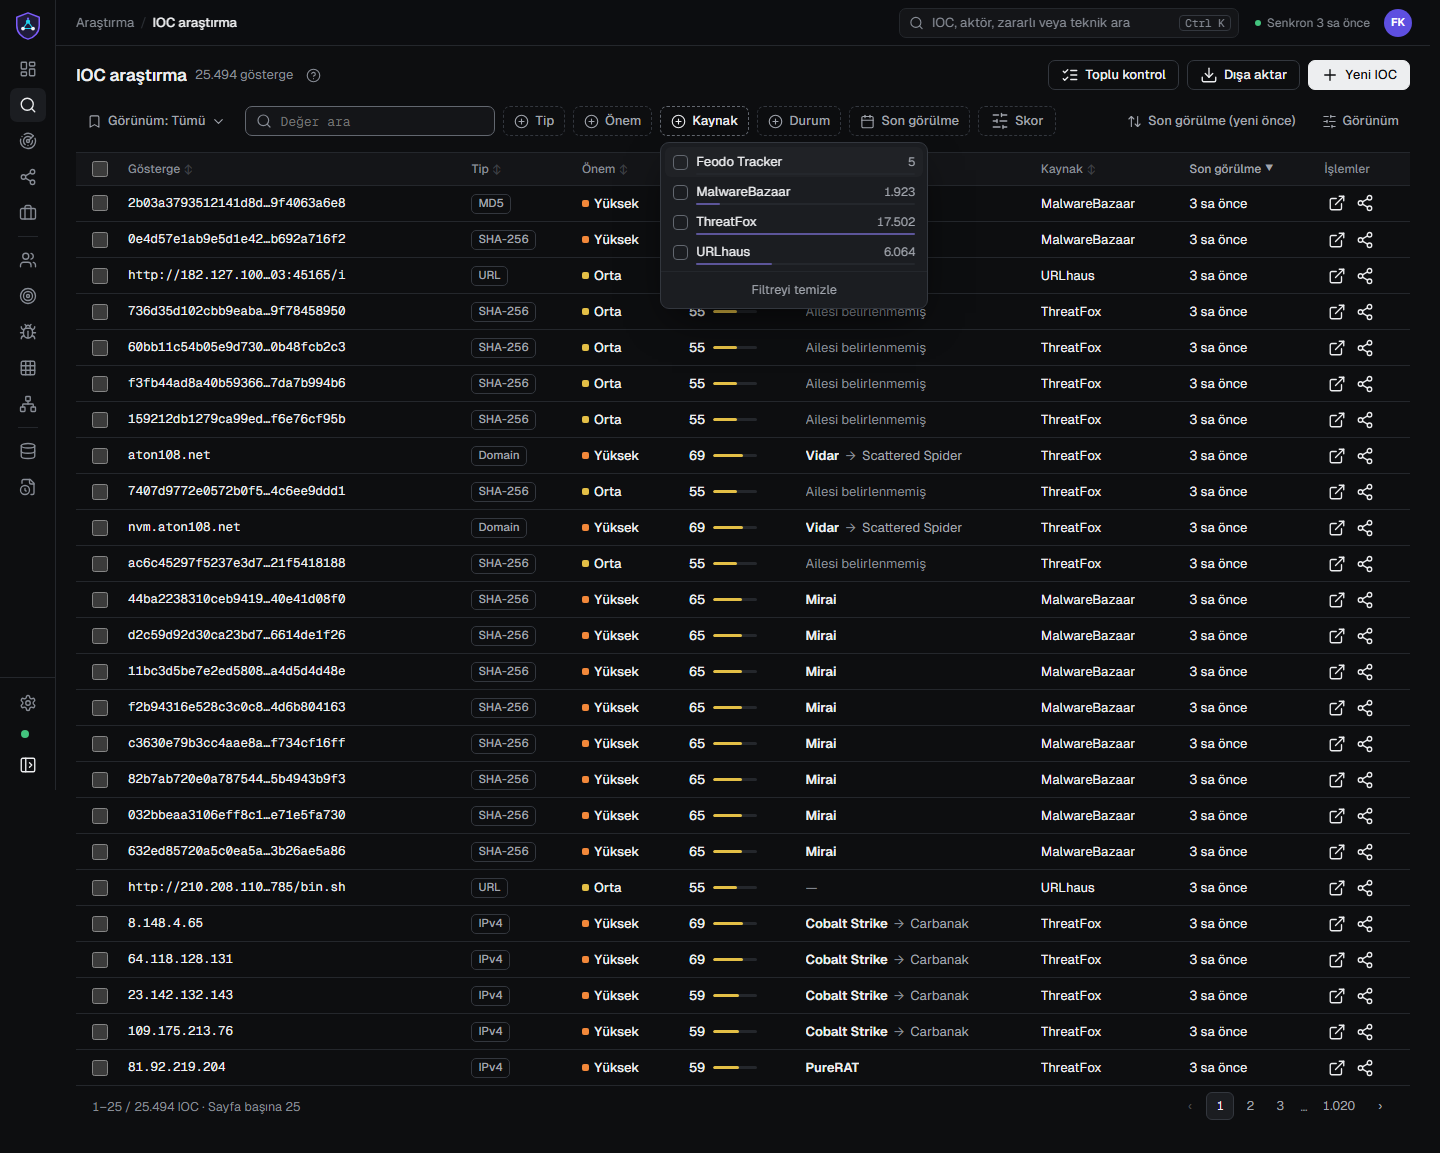 Araştırma / IOC araştırma
IOC, aktör, zararlı veya teknik ara
Ctrl K
Senkron 3 sa önce
FK
IOC araştırma 25.494 gösterge
Toplu kontrol
Dışa aktar
Yeni IOC
Görünüm: Tümü
Değer ara
Tip
Önem
Kaynak
Durum
Son görülme
Skor
Son görülme (yeni önce)
Görünüm
Feodo Tracker 5
MalwareBazaar 1.923
ThreatFox 17.502
URLhaus 6.064
Filtreyi temizle
Gösterge Tip Önem Kaynak Son görülme İşlemler
2b03a3793512141d8d…9f4063a6e8 MD5 Yüksek MalwareBazaar 3 sa önce
0e4d57e1ab9e5d1e42…b692a716f2 SHA-256 Yüksek MalwareBazaar 3 sa önce
http://182.127.100…03:45165/i URL Orta URLhaus 3 sa önce
736d35d102cbb9eaba…9f78458950 SHA-256 Orta 55 Ailesi belirlenmemiş ThreatFox 3 sa önce
60bb11c54b05e9d730…0b48fcb2c3 SHA-256 Orta 55 Ailesi belirlenmemiş ThreatFox 3 sa önce
f3fb44ad8a40b59366…7da7b994b6 SHA-256 Orta 55 Ailesi belirlenmemiş ThreatFox 3 sa önce
159212db1279ca99ed…f6e76cf95b SHA-256 Orta 55 Ailesi belirlenmemiş ThreatFox 3 sa önce
aton108.net Domain Yüksek 69 Vidar → Scattered Spider ThreatFox 3 sa önce
7407d9772e0572b0f5…4c6ee9ddd1 SHA-256 Orta 55 Ailesi belirlenmemiş ThreatFox 3 sa önce
nvm.aton108.net Domain Yüksek 69 Vidar → Scattered Spider ThreatFox 3 sa önce
ac6c45297f5237e3d7…21f5418188 SHA-256 Orta 55 Ailesi belirlenmemiş ThreatFox 3 sa önce
44ba2238310ceb9419…40e41d08f0 SHA-256 Yüksek 65 Mirai MalwareBazaar 3 sa önce
d2c59d92d30ca23bd7…6614de1f26 SHA-256 Yüksek 65 Mirai MalwareBazaar 3 sa önce
11bc3d5be7e2ed5808…a4d5d4d48e SHA-256 Yüksek 65 Mirai MalwareBazaar 3 sa önce
f2b94316e528c3c0c8…4d6b804163 SHA-256 Yüksek 65 Mirai MalwareBazaar 3 sa önce
c3630e79b3cc4aae8a…f734cf16ff SHA-256 Yüksek 65 Mirai MalwareBazaar 3 sa önce
82b7ab720e0a787544…5b4943b9f3 SHA-256 Yüksek 65 Mirai MalwareBazaar 3 sa önce
032bbeaa3106eff8c1…e71e5fa730 SHA-256 Yüksek 65 Mirai MalwareBazaar 3 sa önce
632ed85720a5c0ea5a…3b26ae5a86 SHA-256 Yüksek 65 Mirai MalwareBazaar 3 sa önce
http://210.208.110…785/bin.sh URL Orta 55 — URLhaus 3 sa önce
8.148.4.65 IPv4 Yüksek 69 Cobalt Strike → Carbanak ThreatFox 3 sa önce
64.118.128.131 IPv4 Yüksek 69 Cobalt Strike → Carbanak ThreatFox 3 sa önce
23.142.132.143 IPv4 Yüksek 59 Cobalt Strike → Carbanak ThreatFox 3 sa önce
109.175.213.76 IPv4 Yüksek 59 Cobalt Strike → Carbanak ThreatFox 3 sa önce
81.92.219.204 IPv4 Yüksek 59 PureRAT ThreatFox 3 sa önce
1–25 / 25.494 IOC · Sayfa başına 25
‹ 1 2 3 … 1.020 ›